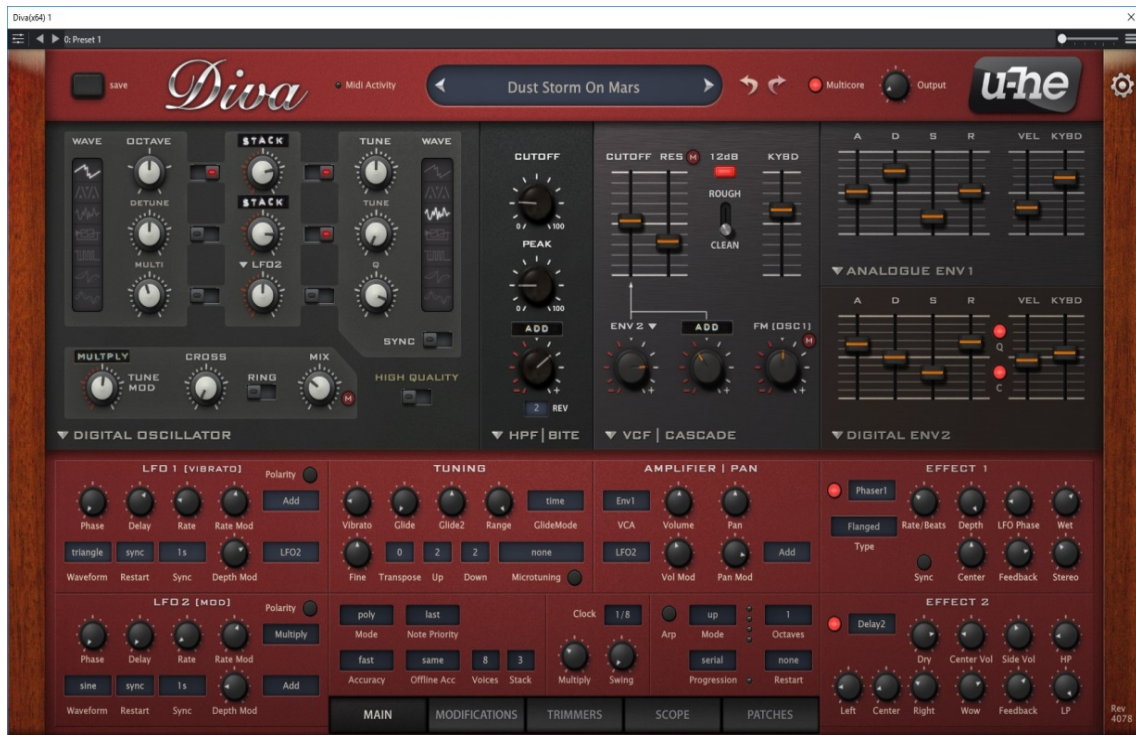 Diva(x64) 1
0: Preset 1
save
Diva
Midi Activity
Dust Storm On Mars
Multicore
Output
u-he
WAVE OCTAVE STACK TUNE WAVE
DETUNE STACK TUNE
MULTI LFO2 Q
SYNC
MULTPLY CROSS MIX
TUNE MOD RING HIGH QUALITY
DIGITAL OSCILLATOR
CUTOFF
0 100
PEAK
0 100
ADD
- +
2 REV
HPF | BITE
CUTOFF RES M 12dB KYBD
ROUGH
CLEAN
ENV 2 ADD FM (OSC1)
M
- + - + - +
VCF | CASCADE
A D S R VEL KYBD
ANALOGUE ENV1
A D S R VEL KYBD
Q
C
DIGITAL ENV2
LFO 1 (VIBRATO)
Polarity
Add
Phase Delay Rate Rate Mod
triangle sync 1s LFO2
Waveform Restart Sync Depth Mod
TUNING
time
Vibrato Glide Glide2 Range GlideMode
0 2 2 none
Fine Transpose Up Down Microtuning
AMPLIFIER | PAN
Env1
VCA Volume Pan
LFO2 Add
Vol Mod Pan Mod
EFFECT 1
Phaser1
Flanged Rate/Beats Depth LFO Phase Wet
Type
Sync Center Feedback Stereo
LFO 2 (MOD)
Polarity
Multiply
Phase Delay Rate Rate Mod
sine sync 1s Add
Waveform Restart Sync Depth Mod
poly last
Mode Note Priority
fast same 8 3
Accuracy Offline Acc Voices Stack
Clock 1/8
Multiply Swing
up 1
Arp Mode Octaves
serial none
Progression Restart
EFFECT 2
Delay2
Dry Center Vol Side Vol HP
Left Center Right Wow Feedback LP
MAIN MODIFICATIONS TRIMMERS SCOPE PATCHES
Rev
4078